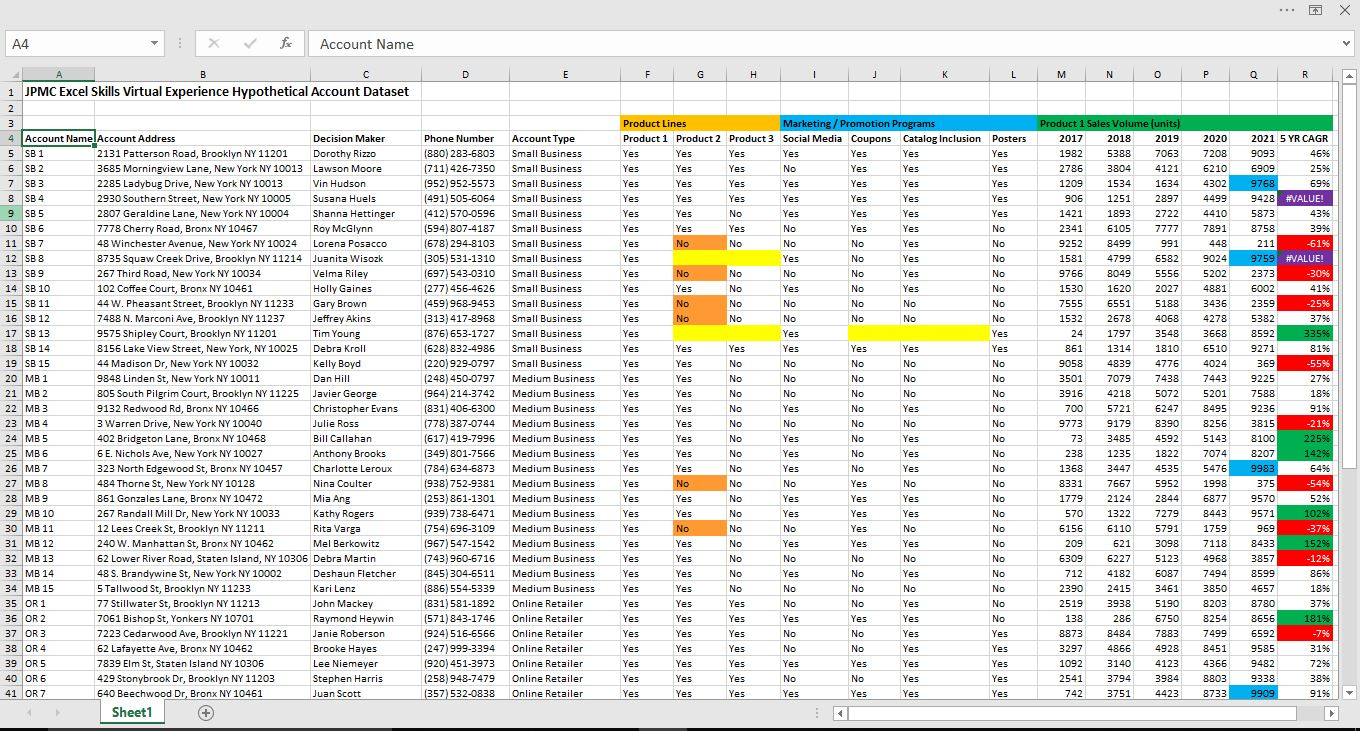 A4 fx Account Name
A B C D E F G H I J K L M N O P Q R
1 JPMC Excel Skills Virtual Experience Hypothetical Account Dataset
2
3 Product Lines Marketing / Promotion Programs Product 1 Sales Volume (units)
4 Account Name Account Address Decision Maker Phone Number Account Type Product 1 Product 2 Product 3 Social Media Coupons Catalog Inclusion Posters 2017 2018 2019 2020 2021 5 YR CAGR
5 SB 1 2131 Patterson Road, Brooklyn NY 11201 Dorothy Rizzo (880) 283-6803 Small Business Yes Yes Yes Yes Yes Yes Yes 1982 5388 7063 7208 9093 46%
6 SB 2 3685 Morningview Lane, New York NY 10013 Lawson Moore (711) 426-7350 Small Business Yes Yes Yes No Yes Yes Yes 2786 3804 4121 6210 6909 25%
7 SB 3 2285 Ladybug Drive, New York NY 10013 Vin Hudson (952) 952-5573 Small Business Yes Yes Yes Yes Yes Yes Yes 1209 1534 1634 4302 9768 69%
8 SB 4 2930 Southern Street, New York NY 10005 Susana Huels (491) 505-6064 Small Business Yes Yes Yes Yes Yes Yes Yes 906 1251 2897 4499 9428 #VALUE!
9 SB 5 2807 Geraldine Lane, New York NY 10004 Shanna Hettinger (412) 570-0596 Small Business Yes Yes No Yes Yes Yes Yes 1421 1893 2722 4410 5873 43%
10 SB 6 7778 Cherry Road, Bronx NY 10467 Roy McGlynn (594) 807-4187 Small Business Yes Yes Yes Yes No Yes Yes 2341 6105 7777 7891 8758 39%
11 SB 7 48 Winchester Avenue, New York NY 10024 Lorena Posacco (678) 294-8103 Small Business Yes No No No No Yes No 9252 8499 991 448 211 -61%
12 SB 8 8735 Squaw Creek Drive, Brooklyn NY 11214 Juanita Wisozk (305) 531-1310 Small Business Yes Yes No Yes Yes 1581 4799 6582 9024 9759 #VALUE!
13 SB 9 267 Third Road, New York NY 10034 Velma Riley (697) 543-0310 Small Business Yes No No No No Yes No 9766 8049 5556 5202 2373 -30%
14 SB 10 102 Coffee Court, Bronx NY 10461 Holly Gaines (277) 456-4626 Small Business Yes Yes No Yes No Yes Yes 1530 1620 2027 4881 6002 41%
15 SB 11 44 W. Pheasant Street, Brooklyn NY 11233 Gary Brown (459) 968-9453 Small Business Yes No No No No No No 7555 6551 5188 3436 2359 -25%
16 SB 12 7488 N. Marconi Ave, Brooklyn NY 11237 Jeffrey Akins (313) 417-8968 Small Business Yes No No No No No No 1532 2678 4068 4278 5382 37%
17 SB 13 9575 Shipley Court, Brooklyn NY 11201 Tim Young (876) 653-1727 Small Business Yes Yes Yes 24 1797 3548 3668 8592 335%
18 SB 14 8156 Lake View Street, New York, NY 10025 Debra Kroll (628) 832-4986 Small Business Yes Yes Yes Yes Yes Yes Yes 861 1314 1810 6510 9271 81%
19 SB 15 44 Madison Dr, New York NY 10032 Kelly Boyd (220) 929-0797 Small Business Yes Yes No No No No No 9058 4839 4776 4024 369 -55%
20 MB 1 9848 Linden St, New York NY 10011 Dan Hill (248) 450-0797 Medium Business Yes Yes No No No No No 3501 7079 7438 7443 9225 27%
21 MB 2 805 South Pilgrim Court, Brooklyn NY 11225 Javier George (964) 214-3742 Medium Business Yes Yes No No No No No 3916 4218 5072 5201 7588 18%
22 MB 3 9132 Redwood Rd, Bronx NY 10466 Christopher Evans (831) 406-6300 Medium Business Yes Yes No Yes No Yes No 700 5721 6247 8495 9236 91%
23 MB 4 3 Warren Drive, New York NY 10040 Julie Ross (778) 387-0744 Medium Business Yes Yes No No No No No 9773 9179 8390 8256 3815 -21%
24 MB 5 402 Bridgeton Lane, Bronx NY 10468 Bill Callahan (617) 419-7996 Medium Business Yes Yes No Yes No Yes No 73 3485 4592 5143 8100 225%
25 MB 6 6 E. Nichols Ave, New York NY 10027 Anthony Brooks (349) 801-7566 Medium Business Yes Yes No Yes No Yes No 238 1235 1822 7074 8207 142%
26 MB 7 323 North Edgewood St, Bronx NY 10457 Charlotte Leroux (784) 634-6873 Medium Business Yes Yes No Yes No Yes No 1368 3447 4535 5476 9983 64%
27 MB 8 484 Thorne St, New York NY 10128 Nina Coulter (938) 752-9381 Medium Business Yes No No No Yes No No 8331 7667 5952 1998 375 -54%
28 MB 9 861 Gonzales Lane, Bronx NY 10472 Mia Ang (253) 861-1301 Medium Business Yes Yes No Yes Yes Yes No 1779 2124 2844 6877 9570 52%
29 MB 10 267 Randall Mill Dr, New York NY 10033 Kathy Rogers (939) 738-6471 Medium Business Yes Yes No Yes Yes Yes No 570 1322 7279 8443 9571 102%
30 MB 11 12 Lees Creek St, Brooklyn NY 11211 Rita Varga (754) 696-3109 Medium Business Yes No No No Yes No No 6156 6110 5791 1759 969 -37%
31 MB 12 240 W. Manhattan St, Bronx NY 10462 Mel Berkowitz (967) 547-1542 Medium Business Yes Yes No Yes Yes Yes No 209 621 3098 7118 8433 152%
32 MB 13 62 Lower River Road, Staten Island, NY 10306 Debra Martin (743) 960-6716 Medium Business Yes Yes No No No No No 6309 6227 5123 4968 3857 -12%
33 MB 14 48 S. Brandywine St, New York NY 10002 Deshaun Fletcher (845) 304-6511 Medium Business Yes Yes No Yes No Yes No 712 4182 6087 7494 8599 86%
34 MB 15 5 Tallwood St, Brooklyn NY 11233 Kari Lenz (886) 554-5339 Medium Business Yes Yes No Yes No Yes No 2390 2415 3461 3850 4657 18%
35 OR 1 77 Stillwater St, Brooklyn NY 11213 John Mackey (831) 581-1892 Online Retailer Yes Yes Yes No No Yes No 2519 3938 5190 8203 8780 37%
36 OR 2 7061 Bishop St, Yonkers NY 10701 Raymond Heywin (571) 843-1746 Online Retailer Yes Yes Yes Yes Yes Yes No 138 286 6750 8254 8656 181%
37 OR 3 7223 Cedarwood Ave, Brooklyn NY 11221 Janie Roberson (924) 516-6566 Online Retailer Yes Yes Yes No No Yes Yes 8873 8484 7883 7499 6592 -7%
38 OR 4 62 Lafayette Ave, Bronx NY 10462 Brooke Hayes (247) 999-3394 Online Retailer Yes Yes Yes No No Yes No 3297 4866 4928 8451 9585 31%
39 OR 5 7839 Elm St, Staten Island NY 10306 Lee Niemeyer (920) 451-3973 Online Retailer Yes Yes Yes Yes Yes Yes Yes 1092 3140 4123 4366 9482 72%
40 OR 6 429 Stonybrook Dr, Brooklyn NY 11203 Stephen Harris (258) 948-7479 Online Retailer Yes Yes Yes No No Yes Yes 2541 3794 3984 8803 9338 38%
41 OR 7 640 Beechwood Dr, Bronx NY 10461 Juan Scott (357) 532-0838 Online Retailer Yes Yes Yes Yes Yes Yes Yes 742 3751 4423 8733 9909 91%
Sheet1